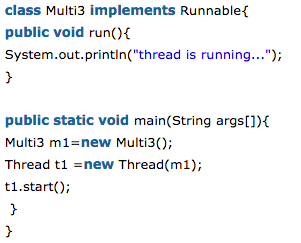 class Multi3 implements Runnable{
public void run(){
System.out.println("thread is running...");
}
public static void main(String args[]){
Multi3 m1=new Multi3();
Thread t1 =new Thread(m1);
t1.start();
}
}